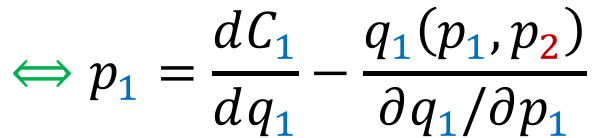 ⟺ p₁ = dC₁/dq₁ − q₁(p₁, p₂)/(∂q₁/∂p₁)